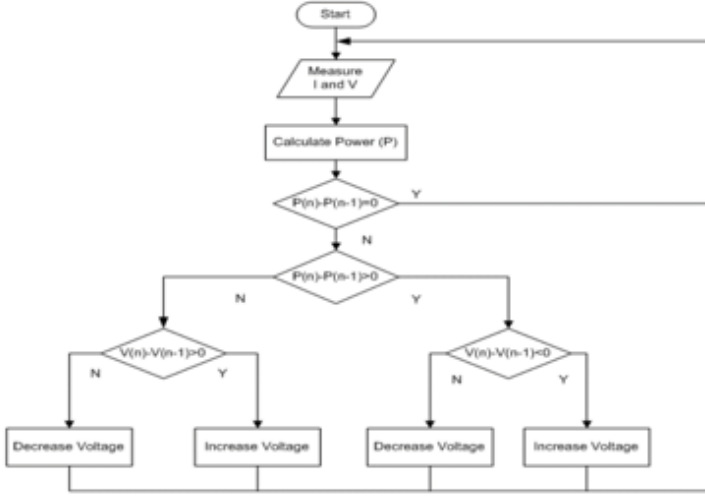 Start
Measure
I and V
Calculate Power (P)
P(n)-P(n-1)=0
Y
N
P(n)-P(n-1)>0
N
Y
V(n)-V(n-1)>0
V(n)-V(n-1)<0
N
Y
N
Y
Decrease Voltage
Increase Voltage
Decrease Voltage
Increase Voltage